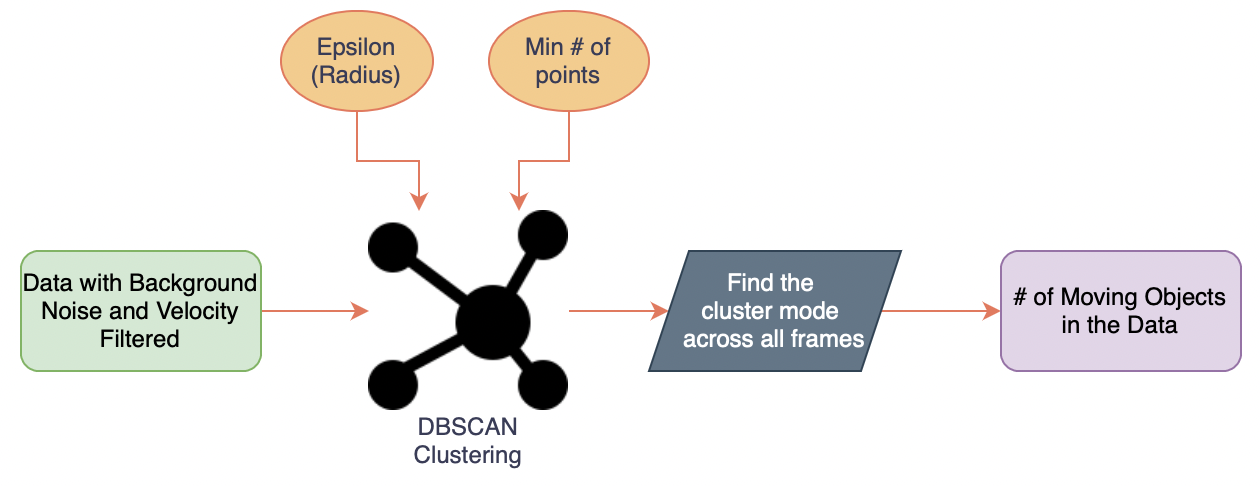 Epsilon
(Radius)
Min # of
points
Data with Background
Noise and Velocity
Filtered
DBSCAN
Clustering
Find the
cluster mode
across all frames
# of Moving Objects
in the Data